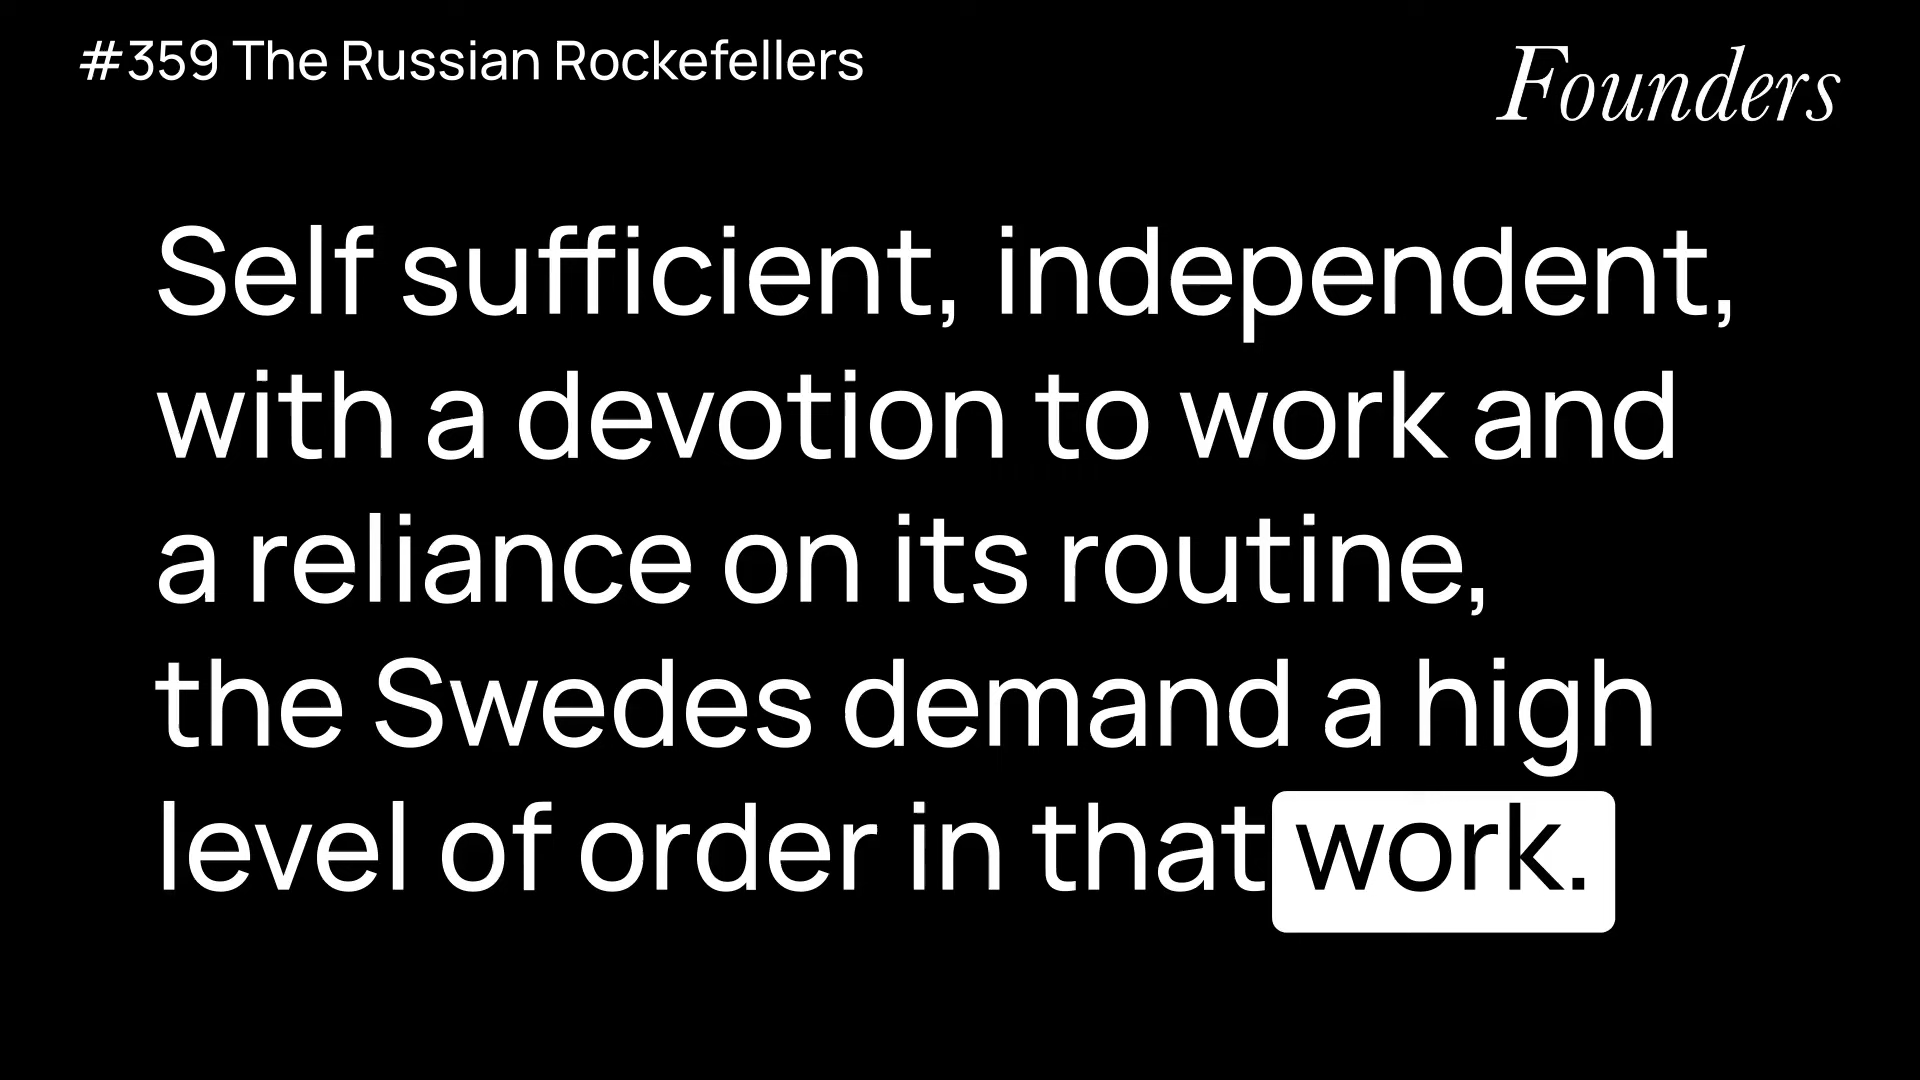 #359 The Russian Rockefellers
Founders
Self sufficient, independent,
with a devotion to work and
a reliance on its routine,
the Swedes demand a high
level of order in that work.